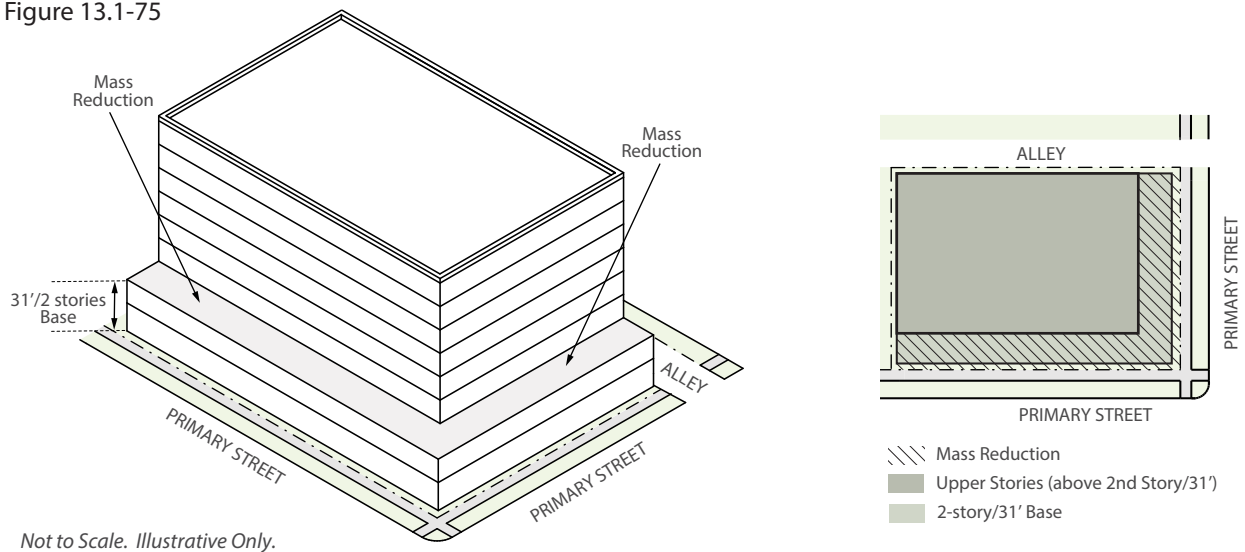 Figure 13.1-75
Mass
Reduction
Mass
Reduction
31'/2 stories
Base
ALLEY
PRIMARY STREET
PRIMARY STREET
Not to Scale. Illustrative Only.
ALLEY
PRIMARY STREET
PRIMARY STREET
Mass Reduction
Upper Stories (above 2nd Story/31')
2-story/31' Base